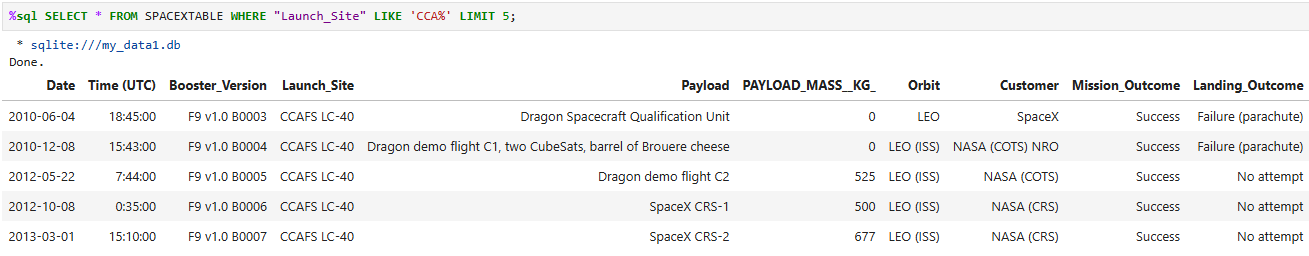 %sql SELECT * FROM SPACEXTABLE WHERE "Launch_Site" LIKE 'CCA%' LIMIT 5;
* sqlite:///my_data1.db
Done.
Date Time (UTC) Booster_Version Launch_Site Payload PAYLOAD_MASS__KG_ Orbit Customer Mission_Outcome Landing_Outcome
2010-06-04 18:45:00 F9 v1.0 B0003 CCAFS LC-40 Dragon Spacecraft Qualification Unit 0 LEO SpaceX Success Failure (parachute)
2010-12-08 15:43:00 F9 v1.0 B0004 CCAFS LC-40 Dragon demo flight C1, two CubeSats, barrel of Brouere cheese 0 LEO (ISS) NASA (COTS) NRO Success Failure (parachute)
2012-05-22 7:44:00 F9 v1.0 B0005 CCAFS LC-40 Dragon demo flight C2 525 LEO (ISS) NASA (COTS) Success No attempt
2012-10-08 0:35:00 F9 v1.0 B0006 CCAFS LC-40 SpaceX CRS-1 500 LEO (ISS) NASA (CRS) Success No attempt
2013-03-01 15:10:00 F9 v1.0 B0007 CCAFS LC-40 SpaceX CRS-2 677 LEO (ISS) NASA (CRS) Success No attempt